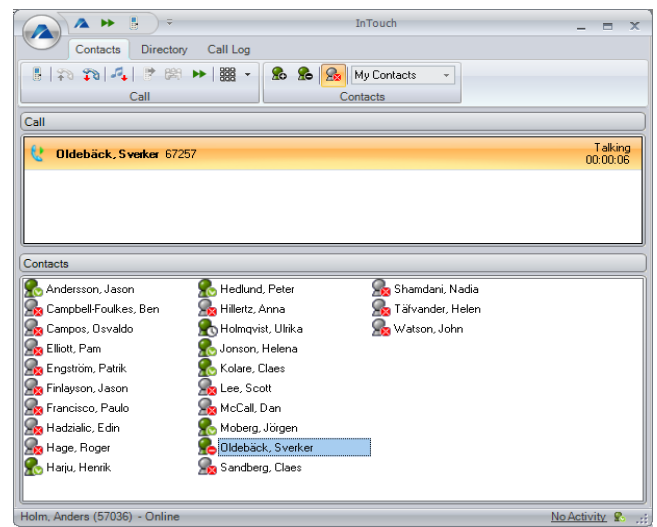 InTouch
Contacts Directory Call Log
My Contacts
Call Contacts
Call
Oldebäck, Sverker 67257 Talking
00:00:06
Contacts
Andersson, Jason Hedlund, Peter Shamdani, Nadia
Campbell-Foulkes, Ben Hillertz, Anna Täfvander, Helen
Campos, Osvaldo Holmqvist, Ulrika Watson, John
Elliott, Pam Jonson, Helena
Engström, Patrik Kolare, Claes
Finlayson, Jason Lee, Scott
Francisco, Paulo McCall, Dan
Hadzialic, Edin Moberg, Jörgen
Hage, Roger Oldebäck, Sverker
Harju, Henrik Sandberg, Claes
Holm, Anders (57036) - Online No Activity